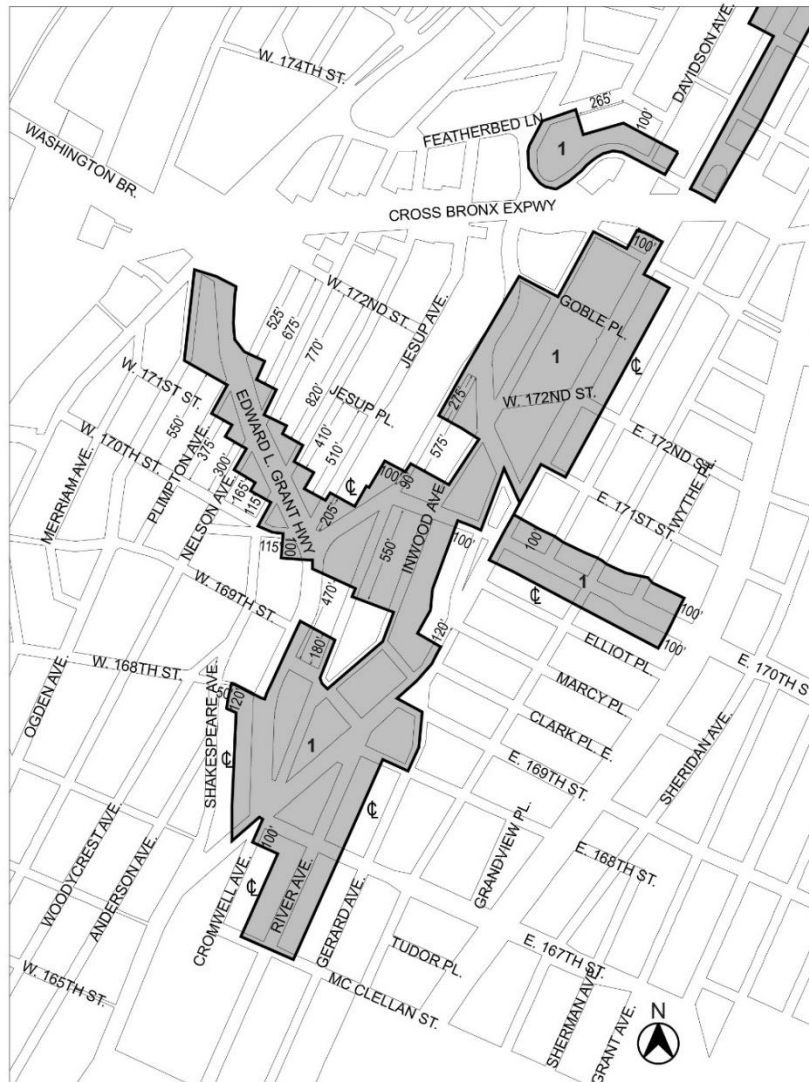 W. 174TH ST.
DAVIDSON AVE.
265'
100'
FEATHERBED LN.
1
WASHINGTON BR.
CROSS BRONX EXPWY
100'
W. 172ND ST.
GOBLE PL.
525'
675'
JESUP AVE.
770'
1
℄
W. 171ST ST.
820'
JESUP PL.
275'
W. 172ND ST.
EDWARD L. GRANT HWY
410'
510'
575'
E. 172ND ST.
W. 170TH ST.
550'
375'
300'
165'
115'
PLIMPTON AVE.
MERRIAM AVE.
NELSON AVE.
℄
100'
90'
205'
INWOOD AVE.
E. 171ST ST.
WYTHE PL.
115'
100'
550'
100'
100'
1
℄
470'
W. 169TH ST.
120'
100'
100'
ELLIOT PL.
E. 170TH S
180'
W. 168TH ST.
50'
120'
MARCY PL.
OGDEN AVE.
SHAKESPEARE AVE.
CLARK PL. E.
SHERIDAN AVE.
1
℄
E. 169TH ST.
℄
GRANDVIEW PL.
100'
E. 168TH ST.
WOODYCREST AVE.
ANDERSON AVE.
CROMWELL AVE.
℄
RIVER AVE.
GERARD AVE.
TUDOR PL.
E. 167TH ST.
W. 165TH ST.
MC CLELLAN ST.
SHERMAN AVE.
GRANT AVE.
N